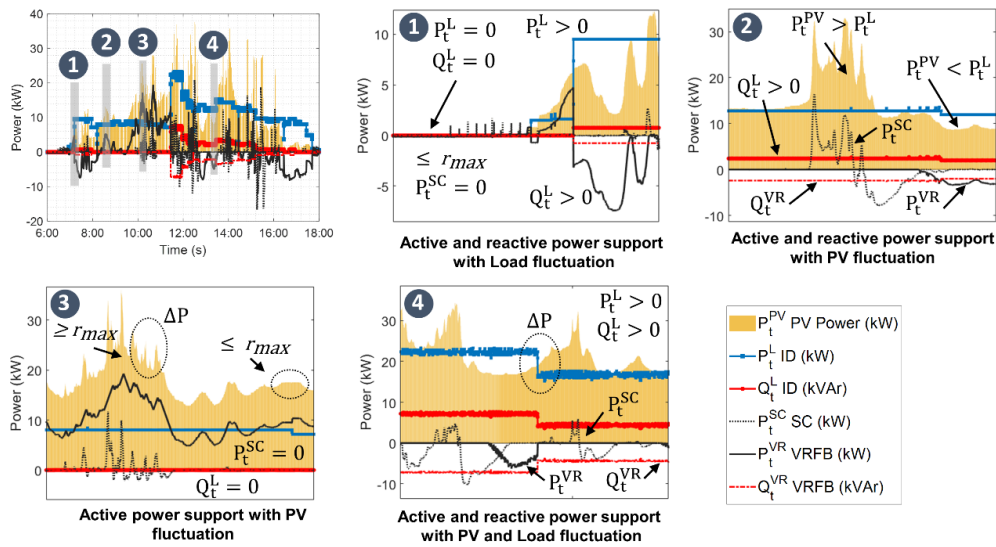 40
30
20
10
0
-10
-20
Power (kW)
6:00 8:00 10:00 12:00 14:00 16:00 18:00
Time (s)
1
2
3
4
1
10
5
0
-5
Power (kW)
P_t^L = 0
Q_t^L = 0
P_t^L > 0
≤ r_max
P_t^SC = 0
Q_t^L > 0
Active and reactive power support
with Load fluctuation
2
30
20
10
0
-10
Power (kW)
P_t^PV > P_t^L
P_t^PV < P_t^L
Q_t^L > 0
P_t^SC
Q_t^VR
P_t^VR
Active and reactive power support
with PV fluctuation
3
30
20
10
0
Power (kW)
≥ r_max
ΔP
≤ r_max
P_t^SC = 0
Q_t^L = 0
Active power support with PV
fluctuation
4
30
20
10
0
-10
Power (kW)
P_t^L > 0
Q_t^L > 0
ΔP
P_t^SC
P_t^VR
Q_t^VR
Active and reactive power support
with PV and Load fluctuation
P_t^PV PV Power (kW)
P_t^L ID (kW)
Q_t^L ID (kVAr)
P_t^SC SC (kW)
P_t^VR VRFB (kW)
Q_t^VR VRFB (kVAr)